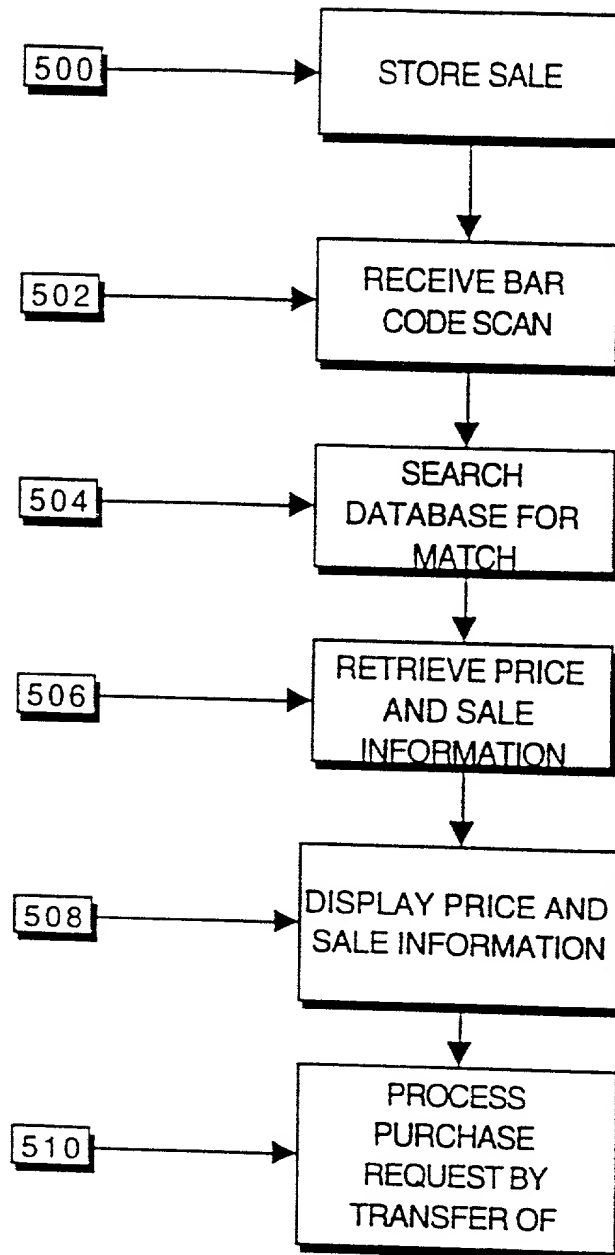 500
STORE SALE
502
RECEIVE BAR
CODE SCAN
504
SEARCH
DATABASE FOR
MATCH
506
RETRIEVE PRICE
AND SALE
INFORMATION
508
DISPLAY PRICE AND
SALE INFORMATION
510
PROCESS
PURCHASE
REQUEST BY
TRANSFER OF